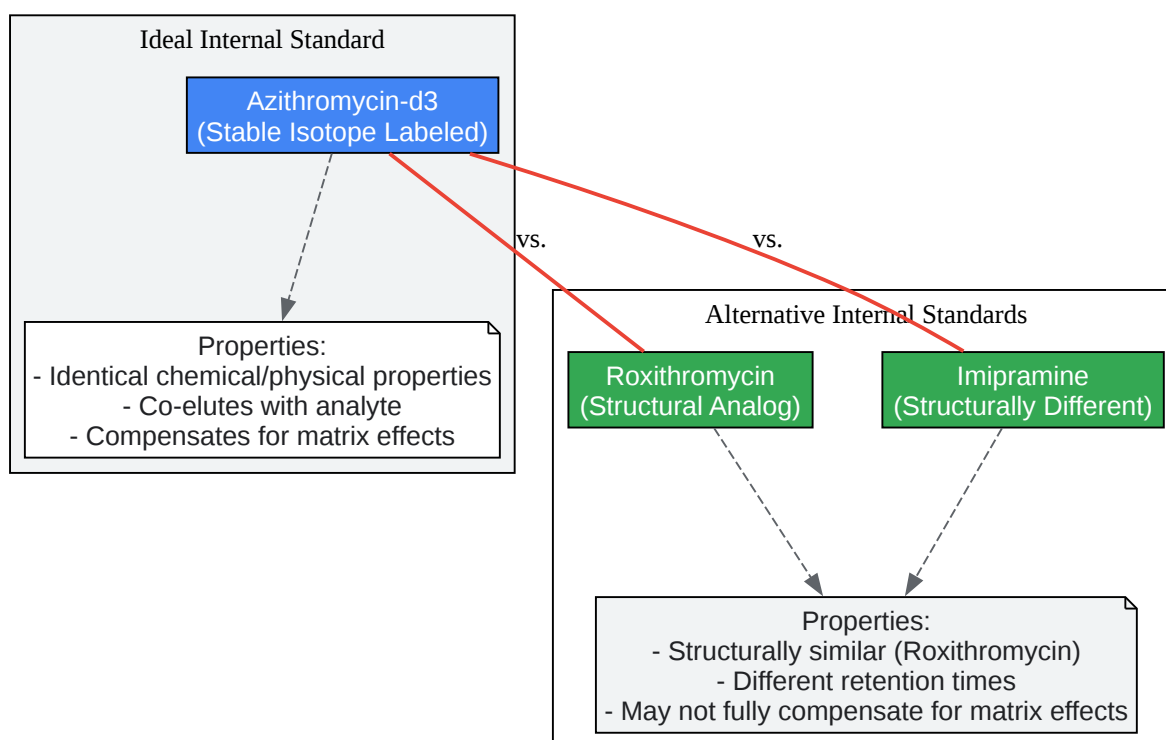 Ideal Internal Standard
Azithromycin-d3
(Stable Isotope Labeled)
vs.
vs.
Properties:
- Identical chemical/physical properties
- Co-elutes with analyte
- Compensates for matrix effects
Alternative Internal Standards
Roxithromycin
(Structural Analog)
Imipramine
(Structurally Different)
Properties:
- Structurally similar (Roxithromycin)
- Different retention times
- May not fully compensate for matrix effects